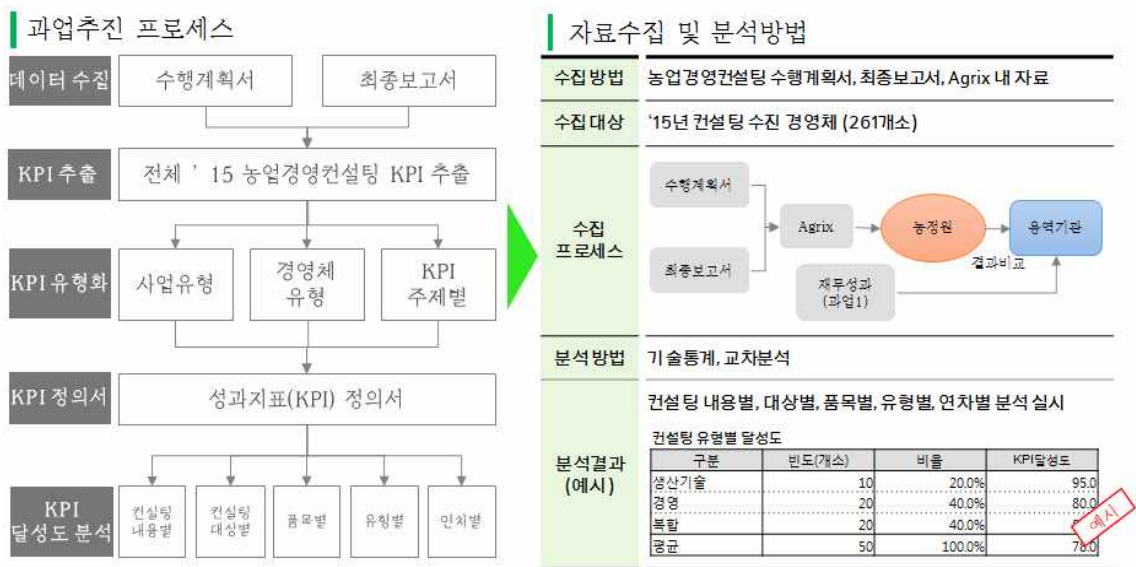 과업추진 프로세스
데이터 수집
수행계획서
최종보고서
KPI 추출
전체 ' 15 농업경영컨설팅 KPI 추출
KPI 유형화
사업유형
경영체
유형
KPI
주제별
KPI 정의서
성과지표(KPI) 정의서
KPI
달성도 분석
컨설팅
내용별
컨설팅
대상별
품목별
유형별
연차별
자료수집 및 분석방법
수집방법
농업경영컨설팅 수행계획서, 최종보고서, Agrix 내 자료
수집대상
'15년 컨설팅 수진 경영체 (261개소)
수집
프로세스
수행계획서
최종보고서
Agrix
농정원
용역기관
결과비교
재무성과
(과업1)
분석방법
기술통계, 교차분석
분석결과
(예시)
컨설팅 내용별, 대상별, 품목별, 유형별, 연차별 분석 실시
컨설팅 유형별 달성도
구분 빈도(개소) 비율 KPI달성도
생산기술 10 20.0% 95.0
경영 20 40.0% 80.0
복합 20 40.0%
평균 50 100.0% 78.0
예시